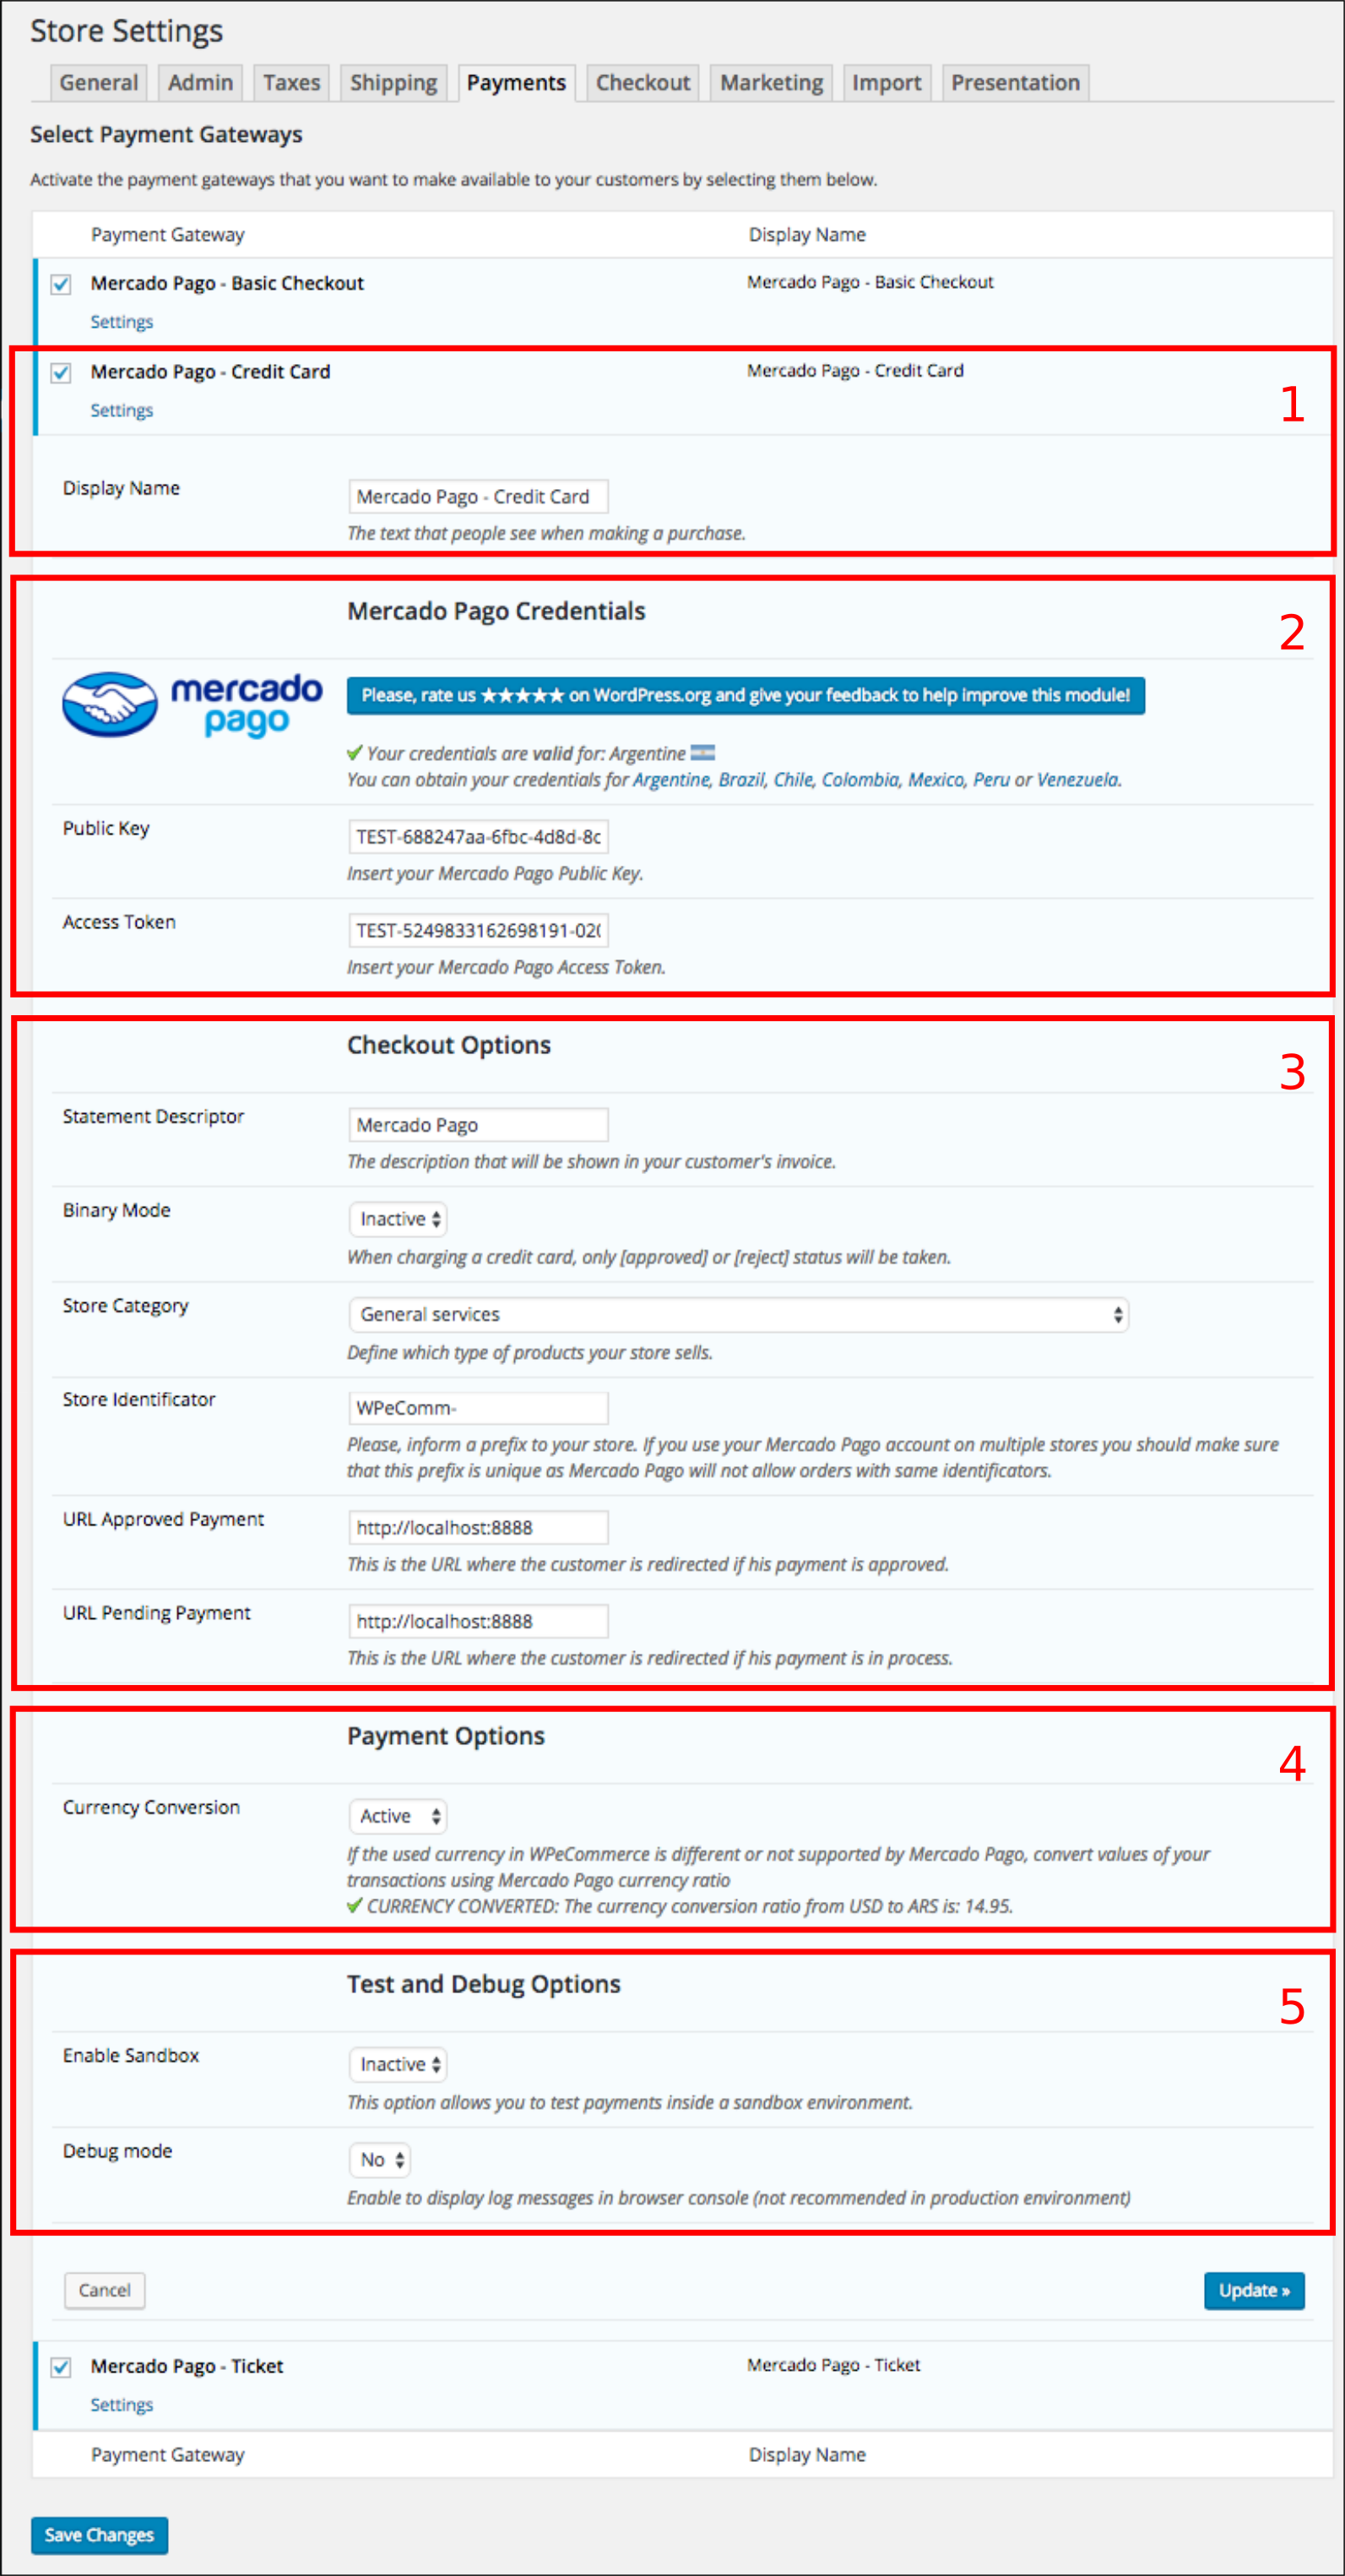 Store Settings
General Admin Taxes Shipping Payments Checkout Marketing Import Presentation
Select Payment Gateways
Activate the payment gateways that you want to make available to your customers by selecting them below.
Payment Gateway Display Name
Mercado Pago - Basic Checkout Mercado Pago - Basic Checkout
Settings
Mercado Pago - Credit Card Mercado Pago - Credit Card
1
Settings
Display Name
Mercado Pago - Credit Card
The text that people see when making a purchase.
Mercado Pago Credentials
2
mercado
pago
Please, rate us ★★★★★ on WordPress.org and give your feedback to help improve this module!
Your credentials are valid for: Argentine
You can obtain your credentials for Argentine, Brazil, Chile, Colombia, Mexico, Peru or Venezuela.
Public Key
TEST-688247aa-6fbc-4d8d-8c
Insert your Mercado Pago Public Key.
Access Token
TEST-5249833162698191-020
Insert your Mercado Pago Access Token.
Checkout Options
3
Statement Descriptor
Mercado Pago
The description that will be shown in your customer's invoice.
Binary Mode
Inactive
When charging a credit card, only [approved] or [reject] status will be taken.
Store Category
General services
Define which type of products your store sells.
Store Identificator
WPeComm-
Please, inform a prefix to your store. If you use your Mercado Pago account on multiple stores you should make sure
that this prefix is unique as Mercado Pago will not allow orders with same identificators.
URL Approved Payment
http://localhost:8888
This is the URL where the customer is redirected if his payment is approved.
URL Pending Payment
http://localhost:8888
This is the URL where the customer is redirected if his payment is in process.
Payment Options
4
Currency Conversion
Active
If the used currency in WPeCommerce is different or not supported by Mercado Pago, convert values of your
transactions using Mercado Pago currency ratio
CURRENCY CONVERTED: The currency conversion ratio from USD to ARS is: 14.95.
Test and Debug Options
5
Enable Sandbox
Inactive
This option allows you to test payments inside a sandbox environment.
Debug mode
No
Enable to display log messages in browser console (not recommended in production environment)
Cancel Update »
Mercado Pago - Ticket Mercado Pago - Ticket
Settings
Payment Gateway Display Name
Save Changes